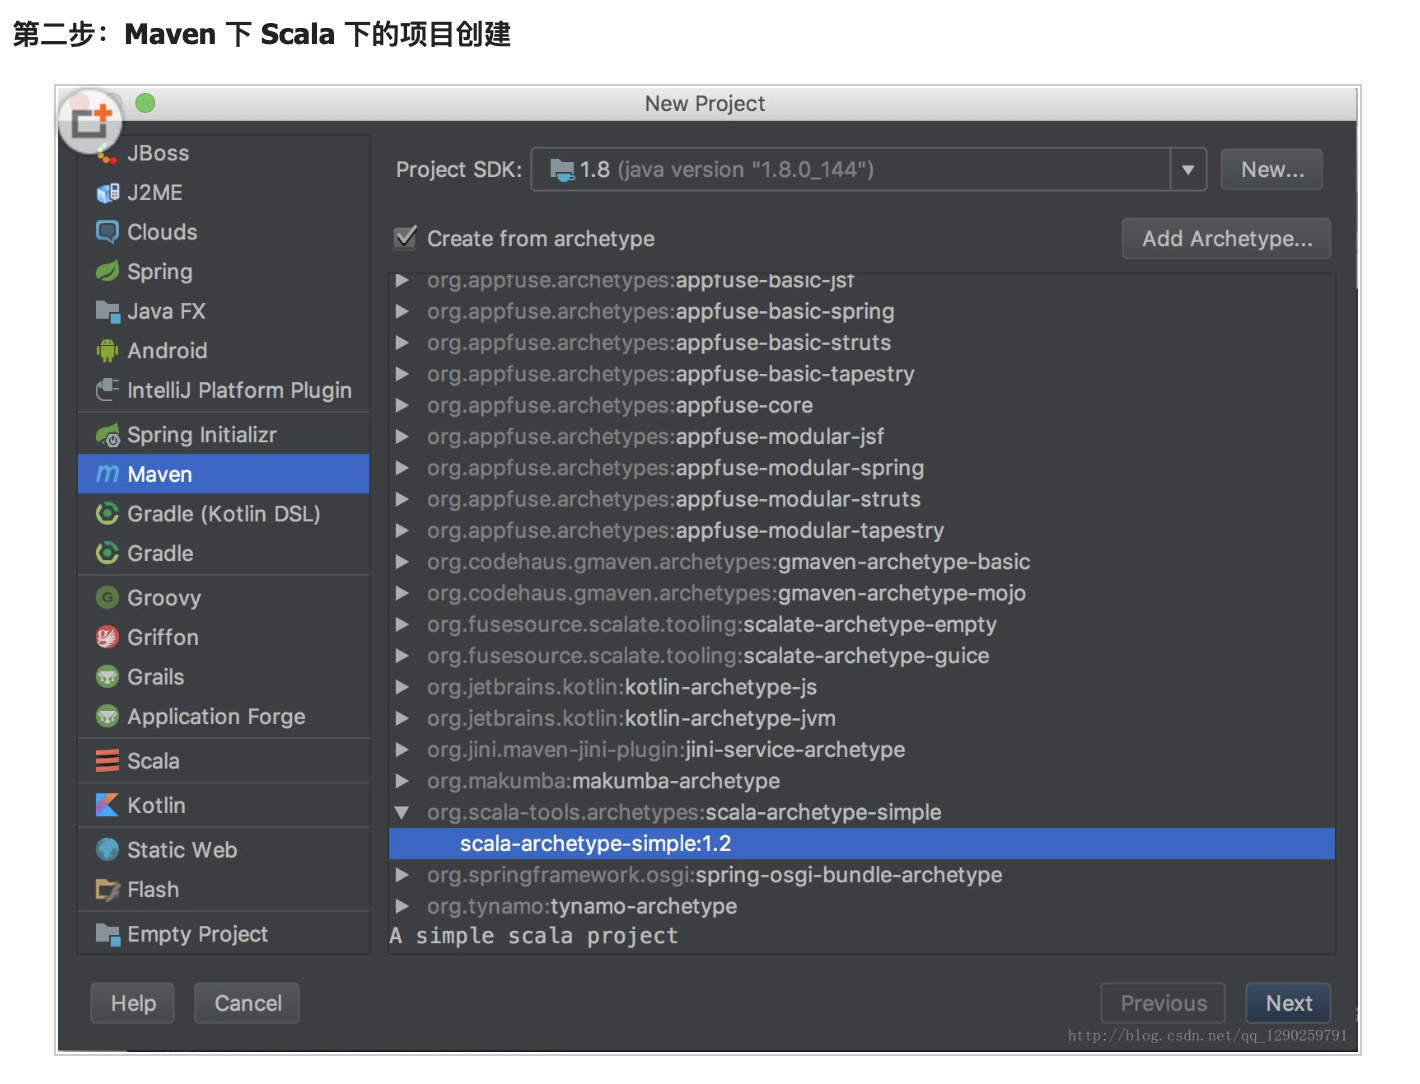 第二步：Maven 下 Scala 下的项目创建
New Project
JBoss
J2ME
Clouds
Spring
Java FX
Android
IntelliJ Platform Plugin
Spring Initializr
Maven
Gradle (Kotlin DSL)
Gradle
Groovy
Griffon
Grails
Application Forge
Scala
Kotlin
Static Web
Flash
Empty Project
Project SDK: 1.8 (java version "1.8.0_144") New...
Create from archetype Add Archetype...
org.appfuse.archetypes:appfuse-basic-jsf
org.appfuse.archetypes:appfuse-basic-spring
org.appfuse.archetypes:appfuse-basic-struts
org.appfuse.archetypes:appfuse-basic-tapestry
org.appfuse.archetypes:appfuse-core
org.appfuse.archetypes:appfuse-modular-jsf
org.appfuse.archetypes:appfuse-modular-spring
org.appfuse.archetypes:appfuse-modular-struts
org.appfuse.archetypes:appfuse-modular-tapestry
org.codehaus.gmaven.archetypes:gmaven-archetype-basic
org.codehaus.gmaven.archetypes:gmaven-archetype-mojo
org.fusesource.scalate.tooling:scalate-archetype-empty
org.fusesource.scalate.tooling:scalate-archetype-guice
org.jetbrains.kotlin:kotlin-archetype-js
org.jetbrains.kotlin:kotlin-archetype-jvm
org.jini.maven-jini-plugin:jini-service-archetype
org.makumba:makumba-archetype
org.scala-tools.archetypes:scala-archetype-simple
scala-archetype-simple:1.2
org.springframework.osgi:spring-osgi-bundle-archetype
org.tynamo:tynamo-archetype
A simple scala project
Help Cancel Previous Next
http://blog.csdn.net/qq_1290259791